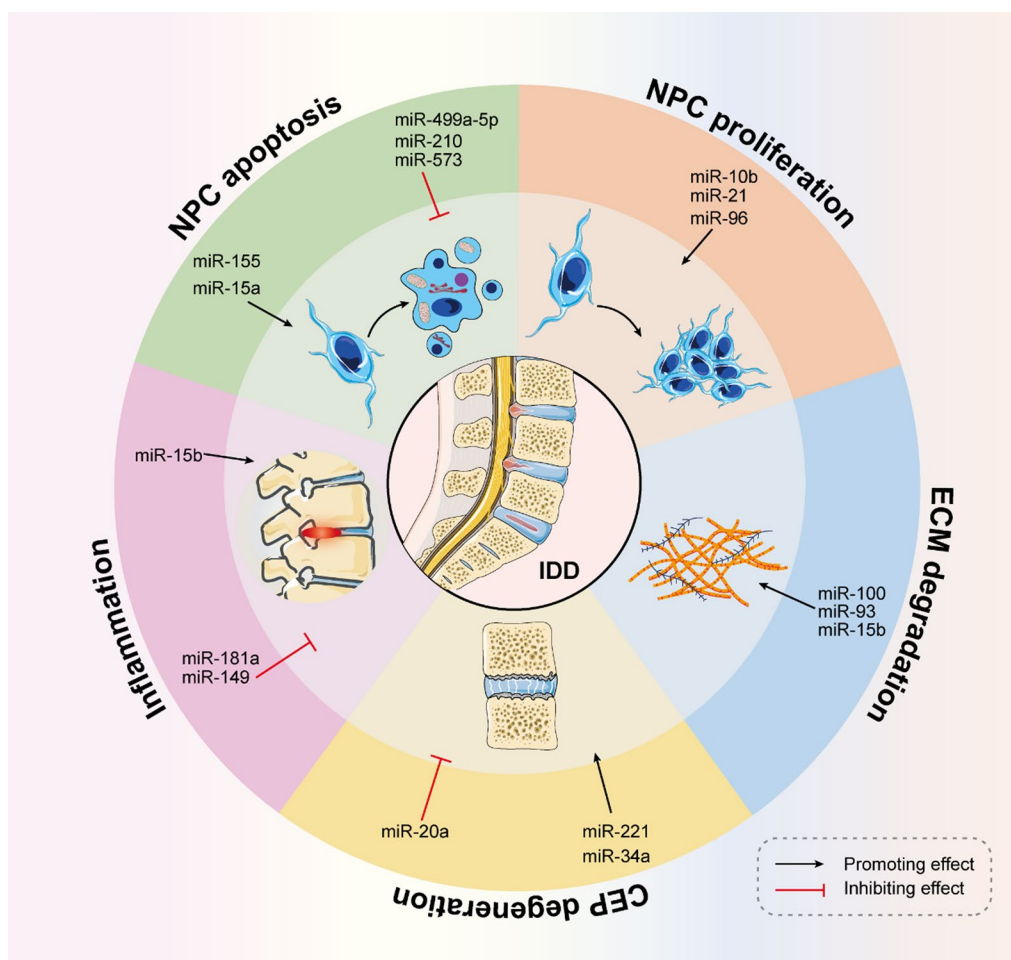 NPC apoptosis
miR-499a-5p
miR-210
miR-573
miR-155
miR-15a
NPC proliferation
miR-10b
miR-21
miR-96
ECM degradation
miR-100
miR-93
miR-15b
CEP degeneration
miR-20a
miR-221
miR-34a
Inflammation
miR-15b
miR-181a
miR-149
IDD
Promoting effect
Inhibiting effect